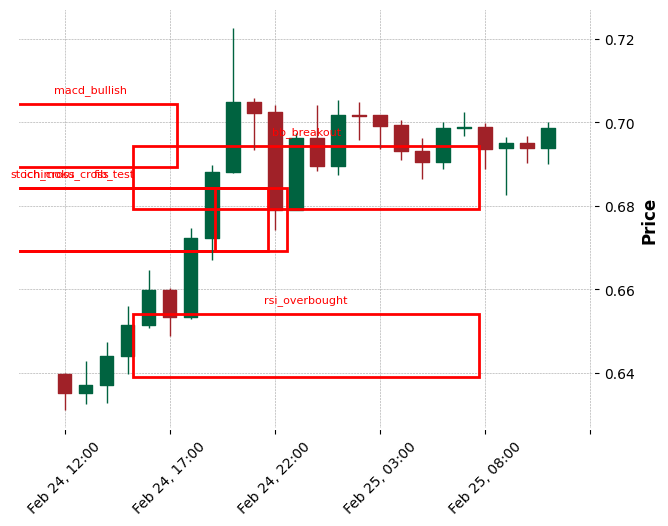 macd_bullish
bb_breakout
stoch_cross
ichimoku_cross
fib_test
rsi_overbought
0.72
0.70
0.68
0.66
0.64
Price
Feb 24, 12:00
Feb 24, 17:00
Feb 24, 22:00
Feb 25, 03:00
Feb 25, 08:00